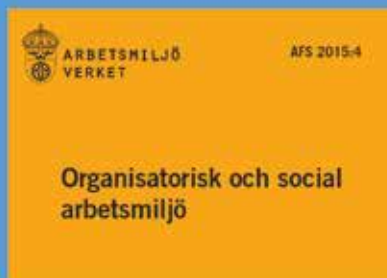 ARBETSMILJÖ
VERKET
AFS 2015:4
Organisatorisk och social
arbetsmiljö